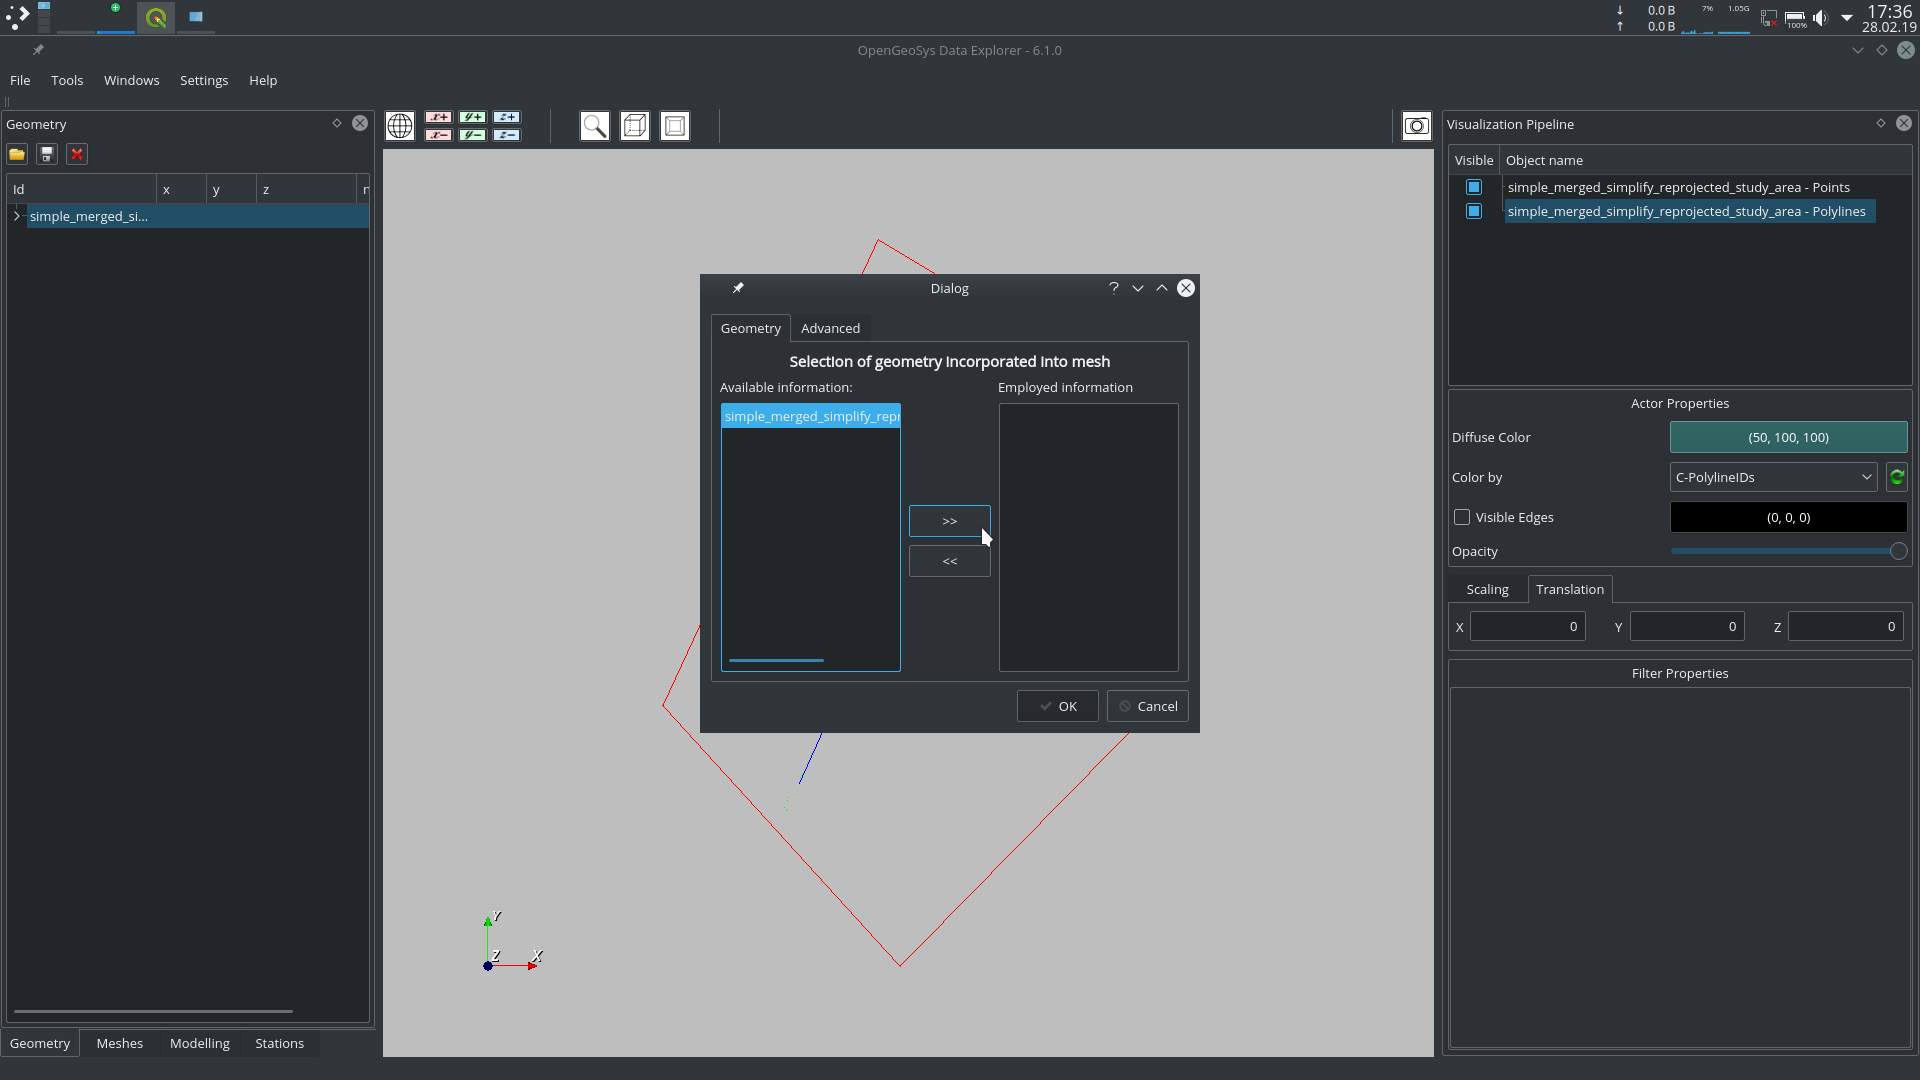 0.0 B
0.0 B
7%
1.05G
100%
17:36
28.02.19
OpenGeoSys Data Explorer - 6.1.0
File Tools Windows Settings Help
Geometry
Id x y z
simple_merged_si...
x+ y+ z+
x− y− z−
Dialog
?
Geometry Advanced
Selection of geometry incorporated into mesh
Available information:
Employed information
simple_merged_simplify_repr
>>
<<
OK Cancel
Y
Z X
Geometry Meshes Modelling Stations
Visualization Pipeline
Visible Object name
simple_merged_simplify_reprojected_study_area - Points
simple_merged_simplify_reprojected_study_area - Polylines
Actor Properties
Diffuse Color (50, 100, 100)
Color by C-PolylineIDs
Visible Edges (0, 0, 0)
Opacity
Scaling Translation
X 0 Y 0 Z 0
Filter Properties